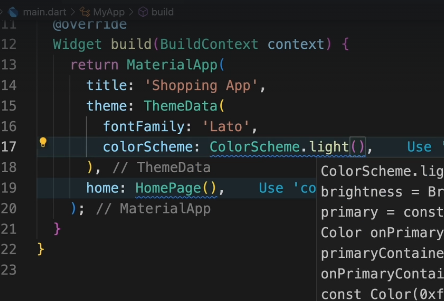 main.dart > MyApp > build
11 @override
12 Widget build(BuildContext context) {
13 return MaterialApp(
14 title: 'Shopping App',
15 theme: ThemeData(
16 fontFamily: 'Lato',
17 colorScheme: ColorScheme.light(), Use '
18 ), // ThemeData
19 home: HomePage(), Use 'co
20 ); // MaterialApp
21 }
22 }
23
ColorScheme.lig
brightness = Br
primary = const
Color onPrimary
primaryContaine
onPrimaryContai
const Color(0xf